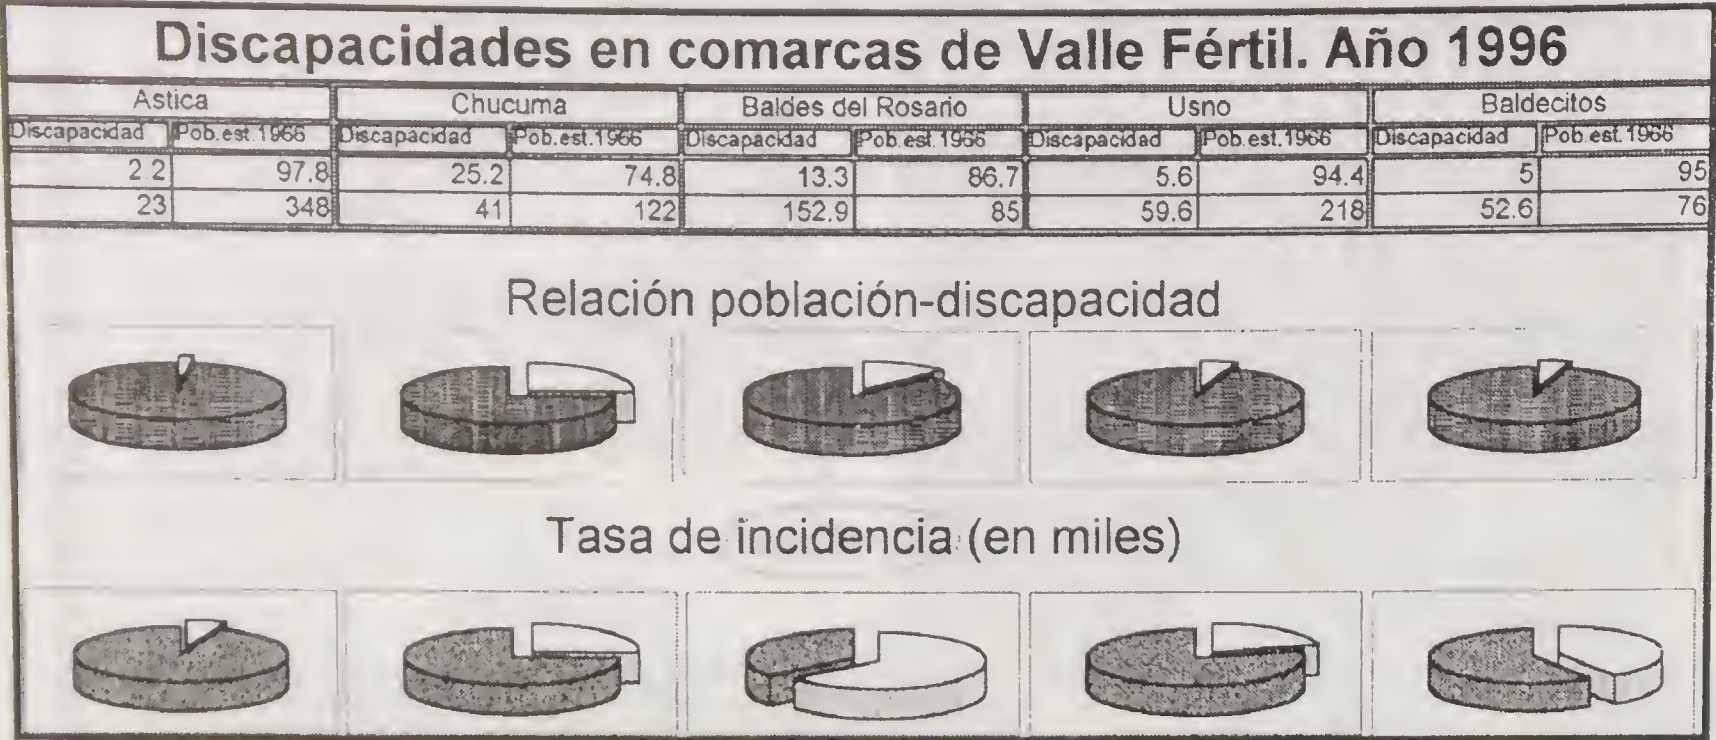 Discapacidades en comarcas de Valle Fértil. Año 1996
Astica Chucuma Baldes del Rosario Usno Baldecitos
Discapacidad Pob.est.1966 Discapacidad Pob.est.1966 Discapacidad Pob.est.1966 Discapacidad Pob.est.1966 Discapacidad Pob.est.1966
2.2 97.8 25.2 74.8 13.3 86.7 5.6 94.4 5 95
23 348 41 122 152.9 85 59.6 218 52.6 76
Relación población-discapacidad
Tasa de incidencia (en miles)